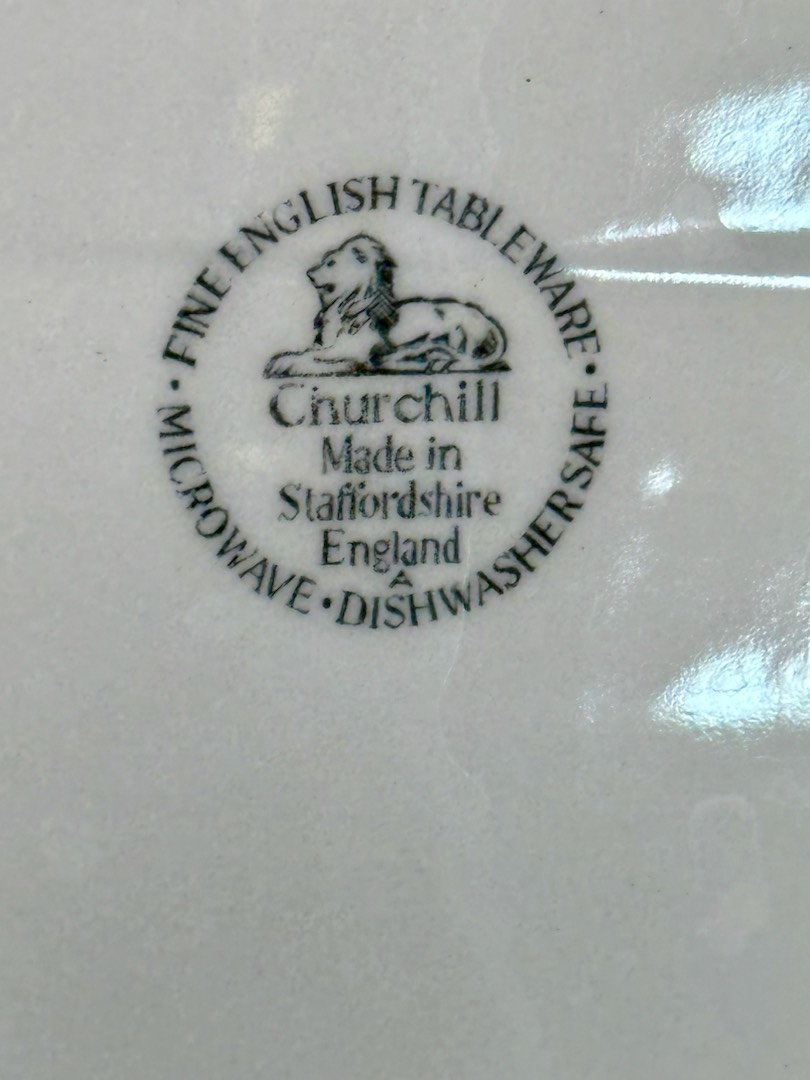 • FINE ENGLISH TABLEWARE •
Churchill
Made in
Staffordshire
England
MICROWAVE • DISHWASHER SAFE